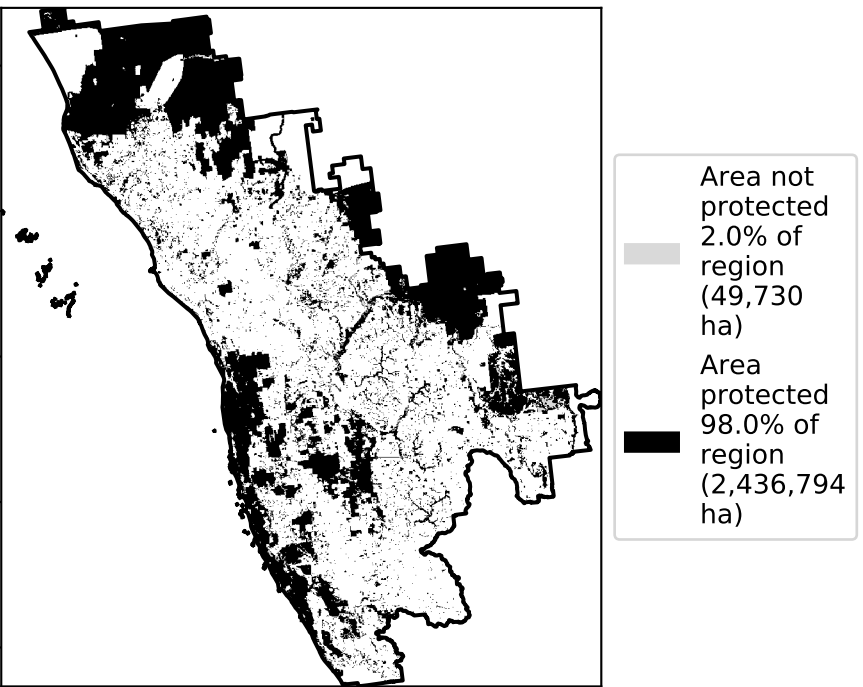 Area not
protected
2.0% of
region
(49,730
ha)
Area
protected
98.0% of
region
(2,436,794
ha)